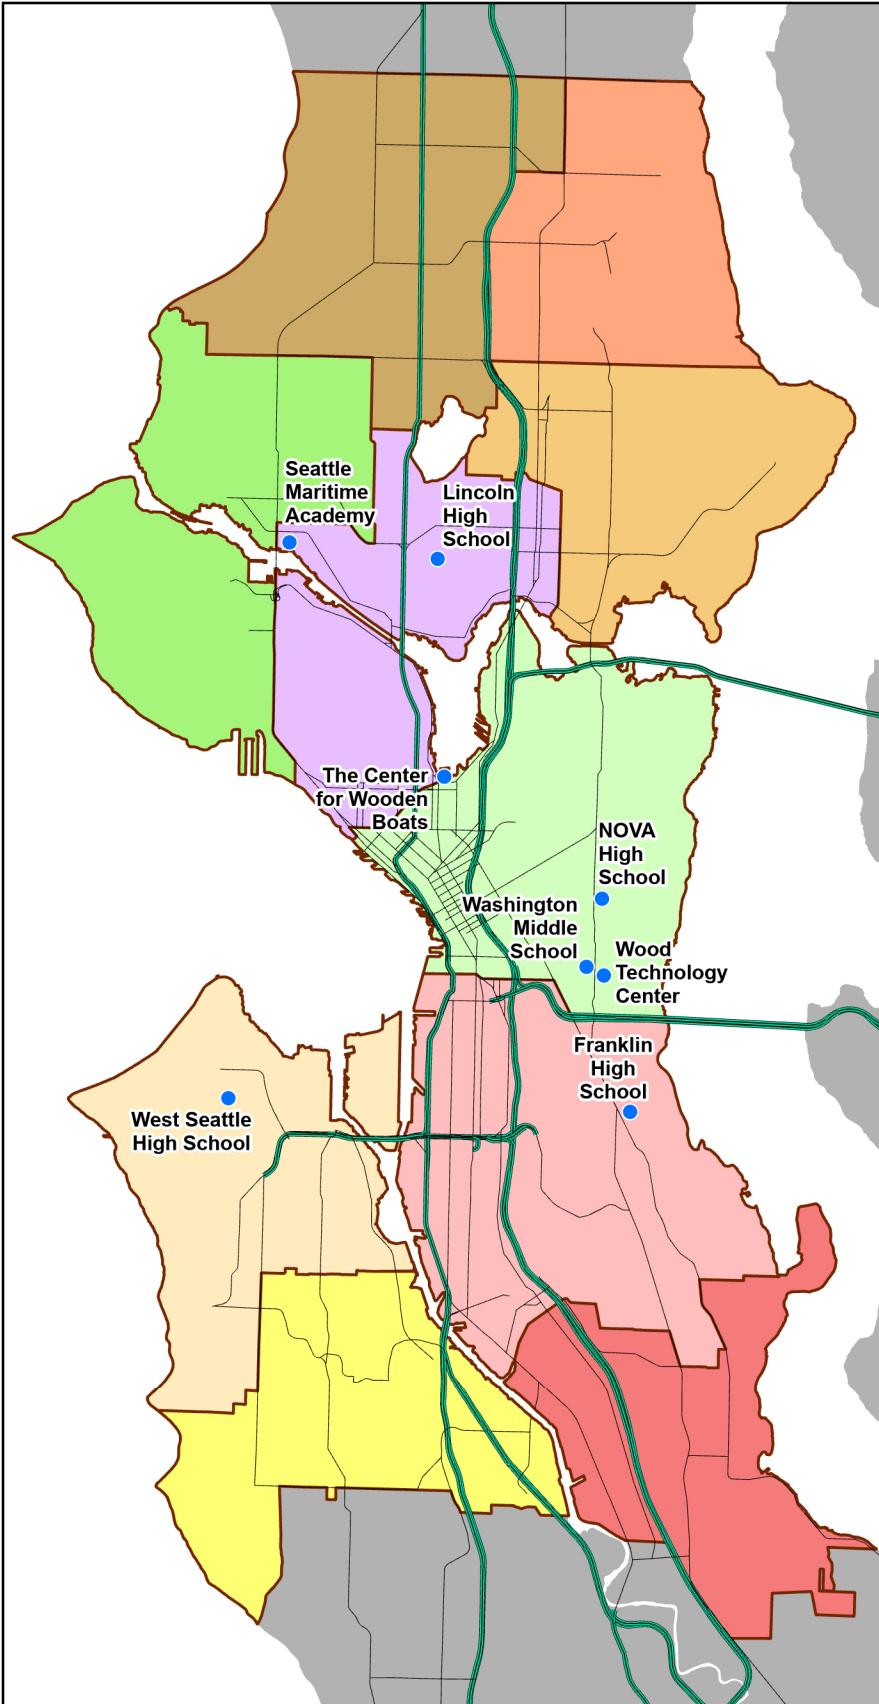 Seattle
Maritime
Academy
Lincoln
High
School
The Center
for Wooden
Boats
NOVA
High
School
Washington
Middle
School
Wood
Technology
Center
Franklin
High
School
West Seattle
High School